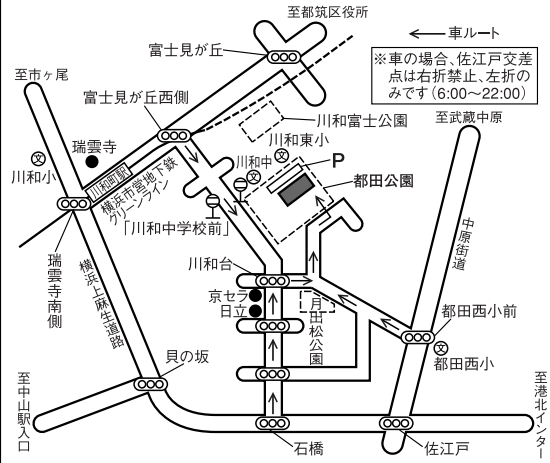 至都筑区役所
←車ルート
富士見が丘
※車の場合、佐江戸交差
点は右折禁止、左折の
みです(6:00～22:00)
至市ヶ尾
富士見が丘西側
至武蔵中原
川和富士公園
瑞雲寺
川和東小
文
文
川和小
川和町駅
横浜市営地下鉄
グリーンライン
川和中
文
P
都田公園
「川和中学校前」
中原街道
瑞雲寺南側
横浜上麻生道路
川和台
京セラ
日立
月出松公園
都田西小前
文
都田西小
貝の坂
至中山駅入口
至港北インター
石橋
佐江戸